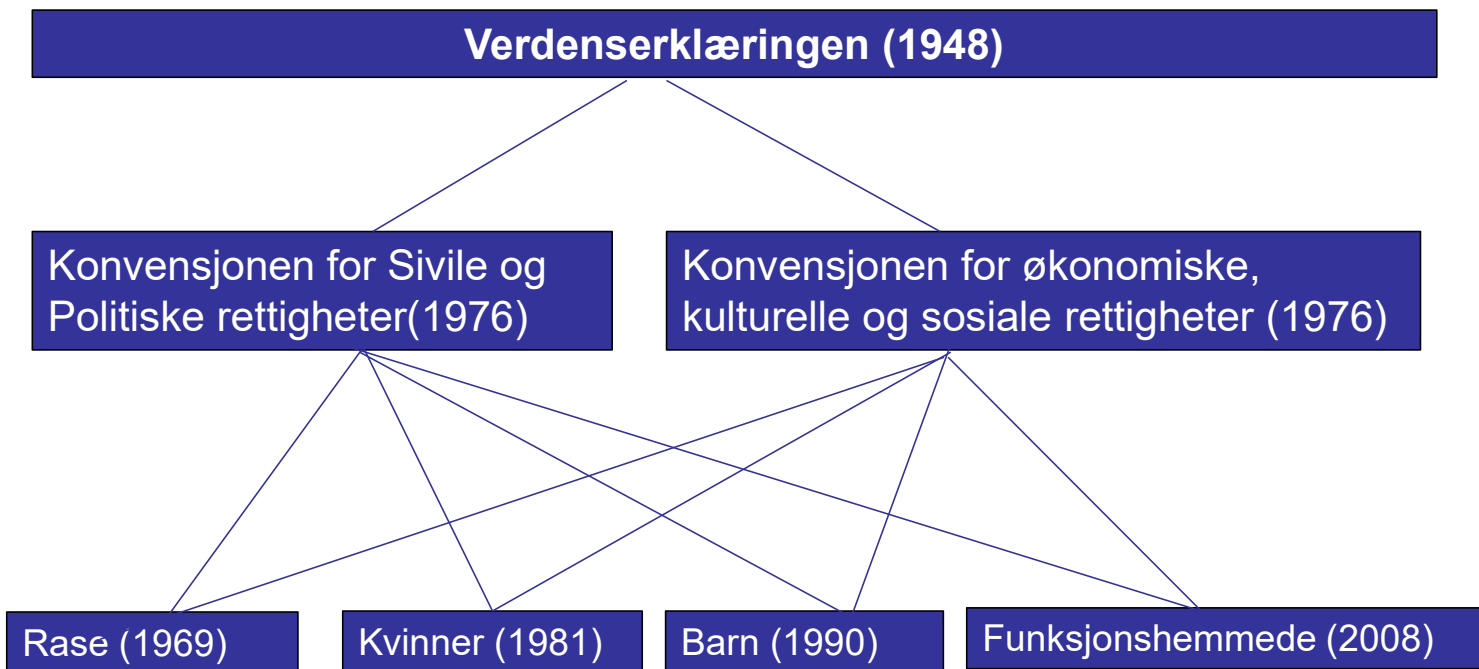 Verdenserklæringen (1948)
Konvensjonen for Sivile og
Politiske rettigheter(1976)
Konvensjonen for økonomiske,
kulturelle og sosiale rettigheter (1976)
Rase (1969)
Kvinner (1981)
Barn (1990)
Funksjonshemmede (2008)